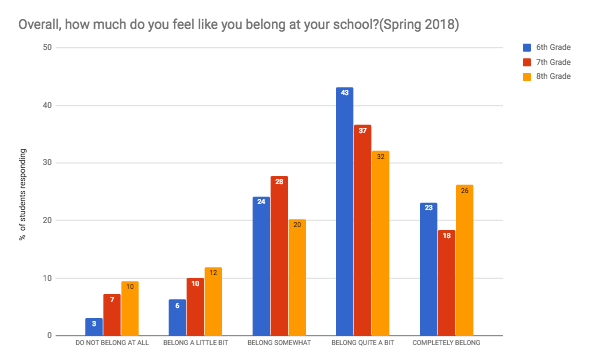 Overall, how much do you feel like you belong at your school?(Spring 2018)
6th Grade
7th Grade
8th Grade
% of students responding
50
40
30
20
10
0
3
7
10
6
10
12
24
28
20
43
37
32
23
18
26
DO NOT BELONG AT ALL
BELONG A LITTLE BIT
BELONG SOMEWHAT
BELONG QUITE A BIT
COMPLETELY BELONG